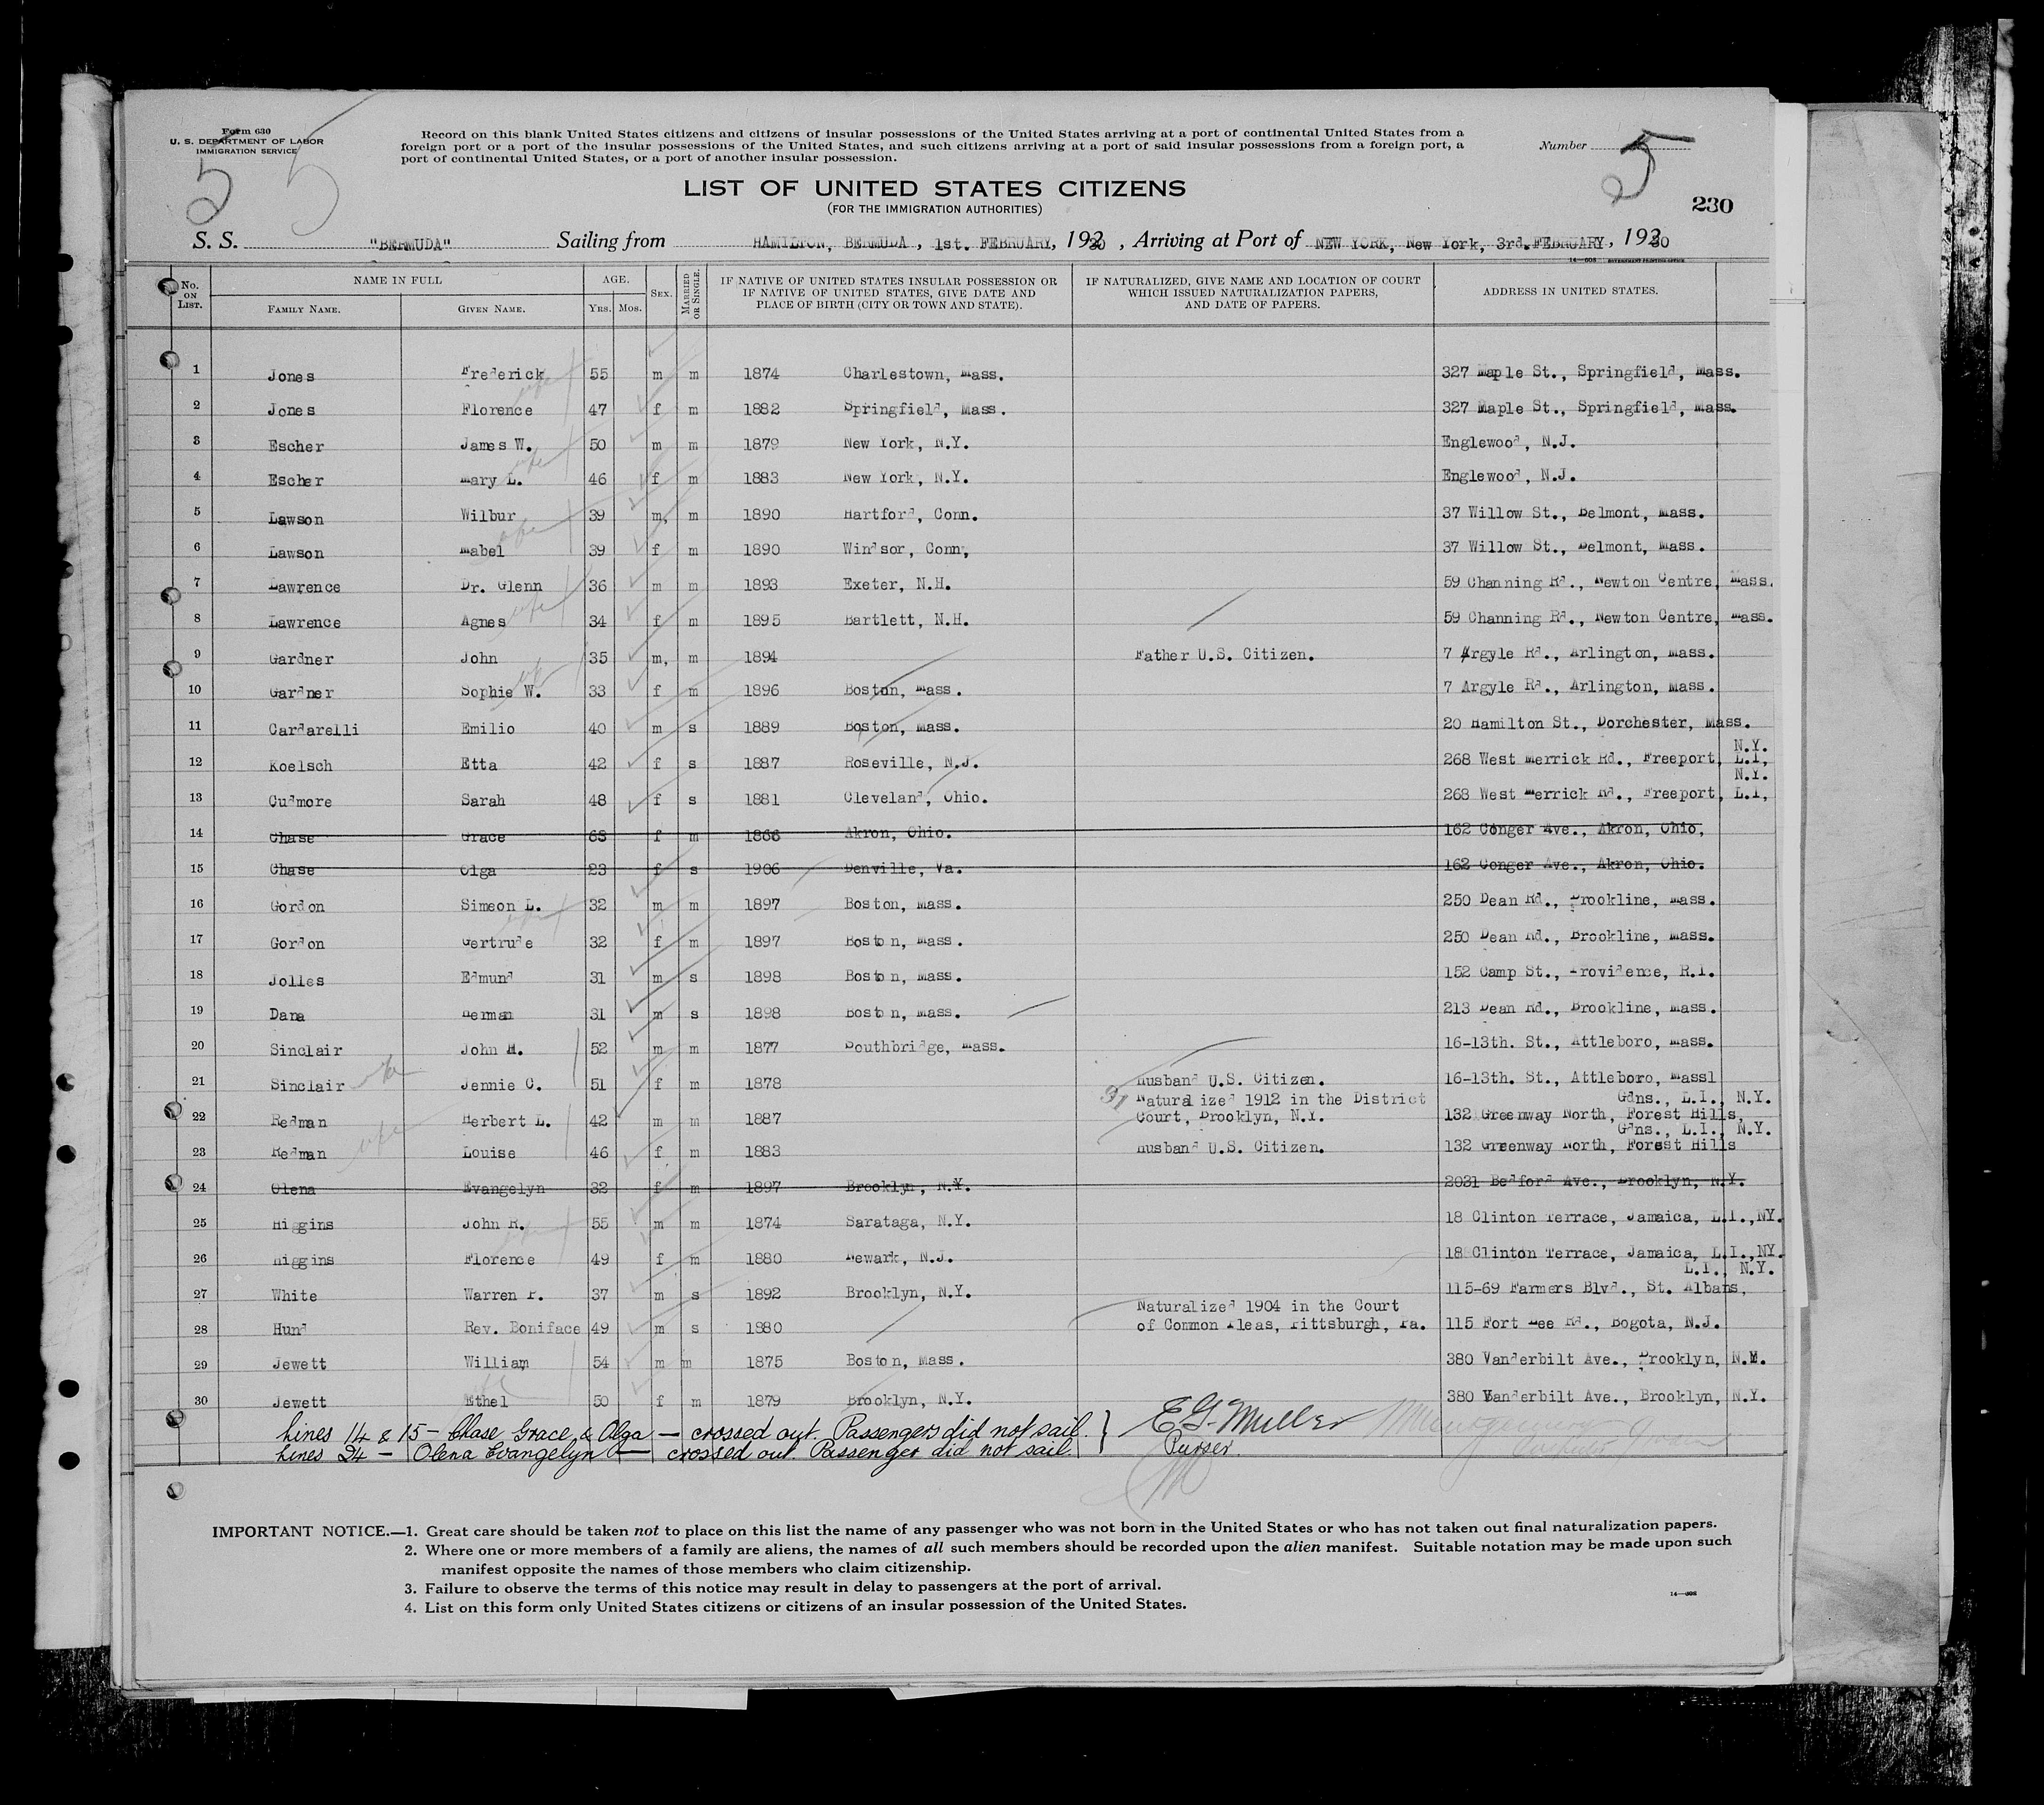 Form 630
U. S. DEPARTMENT OF LABOR
IMMIGRATION SERVICE
5 5
Record on this blank United States citizens and citizens of insular possessions of the United States arriving at a port of continental United States from a
foreign port or a port of the insular possessions of the United States, and such citizens arriving at a port of said insular possessions from a foreign port, a
port of continental United States, or a port of another insular possession.
Number 5
LIST OF UNITED STATES CITIZENS
(FOR THE IMMIGRATION AUTHORITIES)
230
S. S. "BERMUDA" Sailing from HAMILTON, BERMUDA, 1st. FEBRUARY, 1930, Arriving at Port of NEW YORK, New York, 3rd. FEBRUARY, 1930
No. ON LIST. NAME IN FULL FAMILY NAME. GIVEN NAME. AGE. YRS. MOS. SEX. MARRIED OR SINGLE. IF NATIVE OF UNITED STATES INSULAR POSSESSION OR IF NATIVE OF UNITED STATES, GIVE DATE AND PLACE OF BIRTH (CITY OR TOWN AND STATE). IF NATURALIZED, GIVE NAME AND LOCATION OF COURT WHICH ISSUED NATURALIZATION PAPERS, AND DATE OF PAPERS. ADDRESS IN UNITED STATES.
1 Jones Frederick 55 m m 1874 Charlestown, Mass. 327 Maple St., Springfield, Mass.
2 Jones Florence 47 f m 1882 Springfield, Mass. 327 Maple St., Springfield, Mass.
3 Escher James W. 50 m m 1879 New York, N.Y. Englewood, N.J.
4 Escher Mary L. 46 f m 1883 New York, N.Y. Englewood, N.J.
5 Lawson Wilbur 39 m, m 1890 Hartford, Conn. 37 Willow St., Belmont, Mass.
6 Lawson Mabel 39 f m 1890 Windsor, Conn, 37 Willow St., Belmont, Mass.
7 Lawrence Dr. Glenn 36 m m 1893 Exeter, N.H. 59 Channing Rd., Newton Centre, Mass.
8 Lawrence Agnes 34 f m 1895 Bartlett, N.H. 59 Channing Rd., Newton Centre, Mass.
9 Gardner John 35 m, m 1894 Father U.S. Citizen. 7 Argyle Rd., Arlington, Mass.
10 Gardner Sophie W. 33 f m 1896 Boston, Mass. 7 Argyle Rd., Arlington, Mass.
11 Cardarelli Emilio 40 m s 1889 Boston, Mass. 20 Hamilton St., Dorchester, Mass.
N.Y.
12 Koelsch Etta 42 f s 1887 Roseville, N.J. 268 West Merrick Rd., Freeport, L.I,
N.Y.
13 Cudmore Sarah 48 f s 1881 Cleveland, Ohio. 268 West Merrick Rd., Freeport, L.I,
14 Chase Grace 63 f m 1866 Akron, Ohio. 162 Conger Ave., Akron, Ohio,
15 Chase Olga 23 f s 1906 Denville, Va. 162 Conger Ave., Akron, Ohio.
16 Gordon Simeon L. 32 m m 1897 Boston, Mass. 250 Dean Rd., Brookline, Mass.
17 Gordon Gertrude 32 f m 1897 Boston, Mass. 250 Dean Rd., Brookline, Mass.
18 Jolles Edmund 31 m s 1898 Boston, Mass. 152 Camp St., Providence, R.I.
19 Dana Herman 31 m s 1898 Boston, Mass. 213 Dean Rd., Brookline, Mass.
20 Sinclair John H. 52 m m 1877 Southbridge, Mass. 16-13th. St., Attleboro, Mass.
21 Sinclair Jennie C. 51 f m 1878 Husband U.S. Citizen. 16-13th. St., Attleboro, Massl
Naturalized 1912 in the District Gdns., L.I., N.Y.
22 Redman Herbert L. 42 m m 1887 Court, Brooklyn, N.Y. 132 Greenway North, Forest Hills,
Gdns., L.I., N.Y.
23 Redman Louise 46 f m 1883 Husband U.S. Citizen. 132 Greenway North, Forest Hills
24 Olena Evangelyn 32 f m 1897 Brooklyn, N.Y. 2031 Bedford Ave., Brooklyn, N.Y.
25 Higgins John R. 55 m m 1874 Sarataga, N.Y. 18 Clinton Terrace, Jamaica, L.I.,NY.
26 Higgins Florence 49 f m 1880 Newark, N.J. 18 Clinton Terrace, Jamaica, L.I.,NY.
L.I., N.Y.
27 White Warren P. 37 m s 1892 Brooklyn, N.Y. 115-69 Farmers Blvd., St. Albans,
Naturalized 1904 in the Court
28 Hund Rev. Boniface 49 m s 1880 of Common Pleas, Pittsburgh, Pa. 115 Fort Lee Rd., Bogota, N.J.
29 Jewett William 54 m m 1875 Boston, Mass. 380 Vanderbilt Ave., Brooklyn, N.Y.
30 Jewett Ethel 50 f m 1879 Brooklyn, N.Y. 380 Vanderbilt Ave., Brooklyn, N.Y.
Lines 14 & 15 - Chase Grace & Olga - crossed out. Passengers did not sail. } E G. Muller
Lines 24 - Olena Evangelyn - crossed out. Passenger did not sail. Purser.
IMPORTANT NOTICE.—1. Great care should be taken not to place on this list the name of any passenger who was not born in the United States or who has not taken out final naturalization papers.
2. Where one or more members of a family are aliens, the names of all such members should be recorded upon the alien manifest. Suitable notation may be made upon such
manifest opposite the names of those members who claim citizenship.
3. Failure to observe the terms of this notice may result in delay to passengers at the port of arrival.
4. List on this form only United States citizens or citizens of an insular possession of the United States.